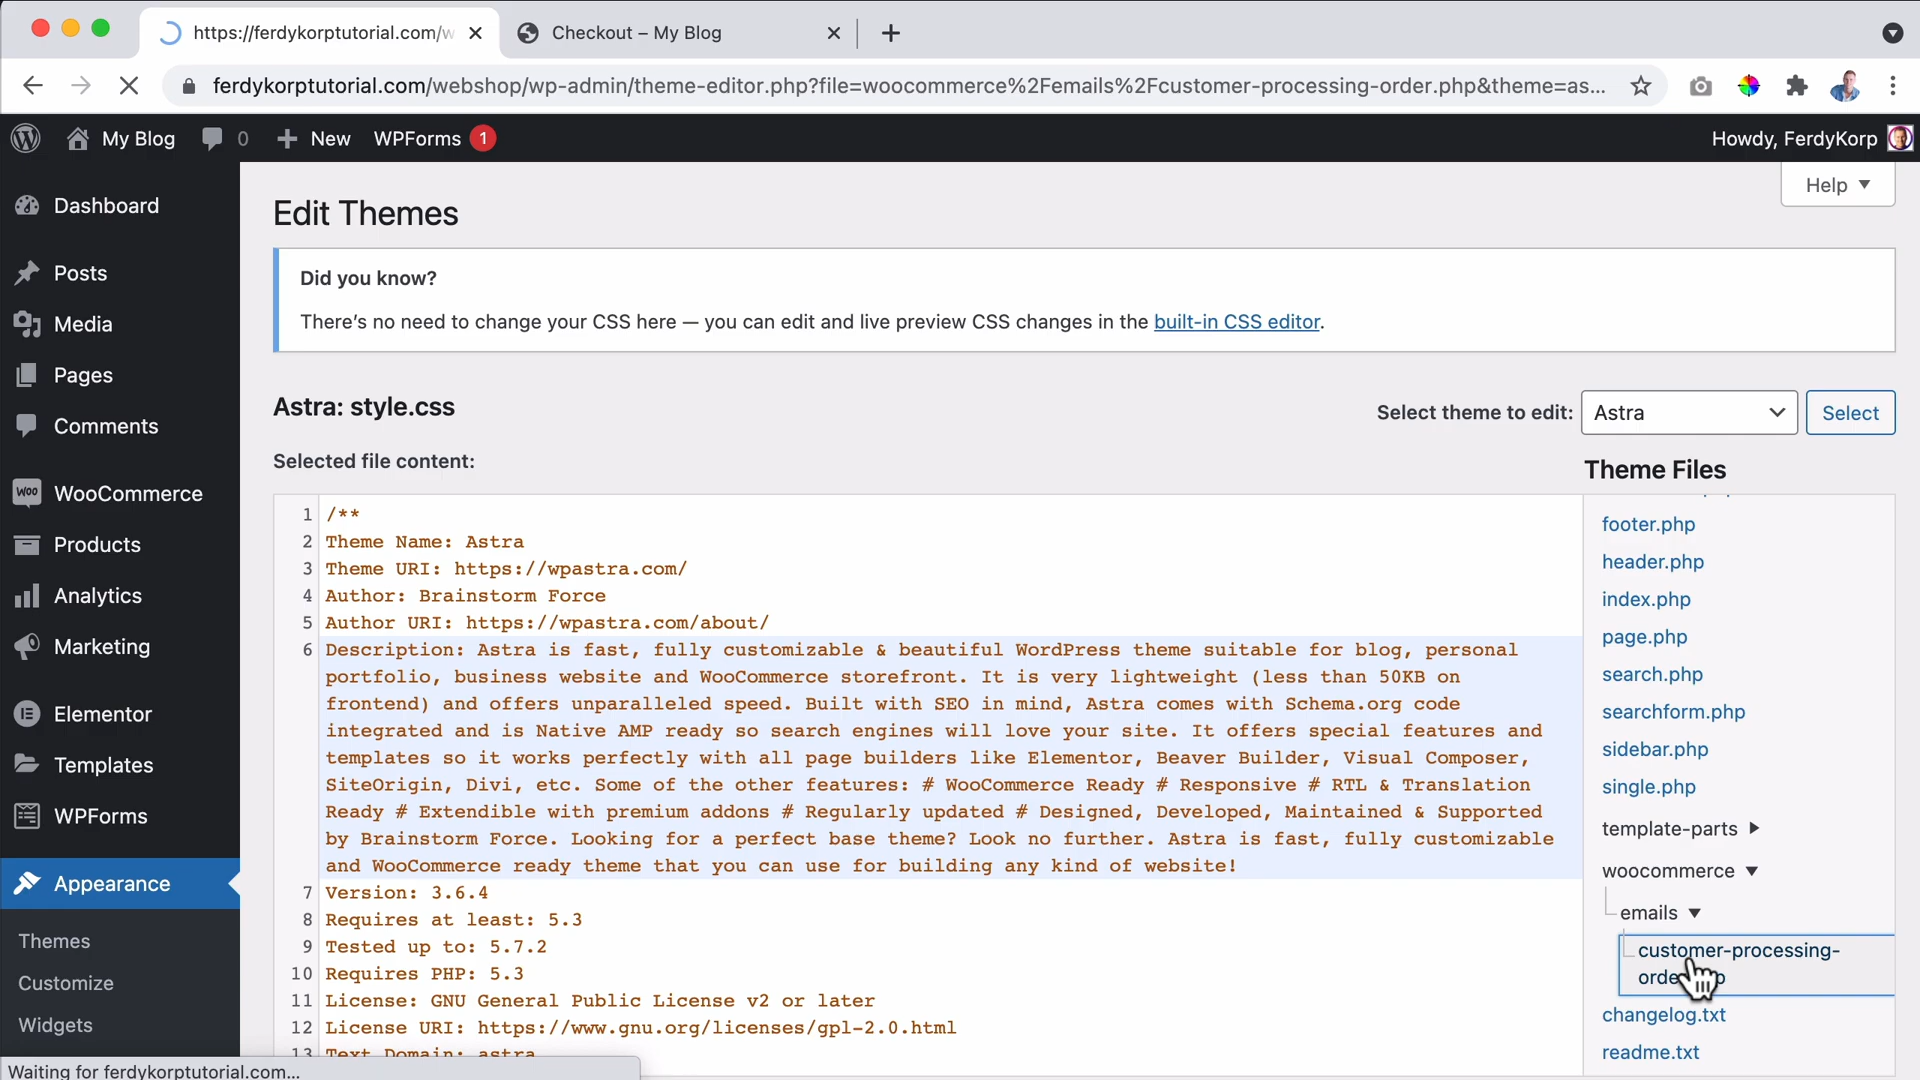 https://ferdykorptutorial.com/w
Checkout – My Blog
ferdykorptutorial.com/webshop/wp-admin/theme-editor.php?file=woocommerce%2Femails%2Fcustomer-processing-order.php&theme=as...
My Blog
0
New
WPForms 1
Howdy, FerdyKorp
Help
Dashboard
Posts
Media
Pages
Comments
Woo WooCommerce
Products
Analytics
Marketing
Elementor
Templates
WPForms
Appearance
Themes
Customize
Widgets
Edit Themes
Did you know?
There's no need to change your CSS here — you can edit and live preview CSS changes in the built-in CSS editor.
Astra: style.css
Select theme to edit: Astra Select
Selected file content:
1 /**
2 Theme Name: Astra
3 Theme URI: https://wpastra.com/
4 Author: Brainstorm Force
5 Author URI: https://wpastra.com/about/
6 Description: Astra is fast, fully customizable & beautiful WordPress theme suitable for blog, personal
portfolio, business website and WooCommerce storefront. It is very lightweight (less than 50KB on
frontend) and offers unparalleled speed. Built with SEO in mind, Astra comes with Schema.org code
integrated and is Native AMP ready so search engines will love your site. It offers special features and
templates so it works perfectly with all page builders like Elementor, Beaver Builder, Visual Composer,
SiteOrigin, Divi, etc. Some of the other features: # WooCommerce Ready # Responsive # RTL & Translation
Ready # Extendible with premium addons # Regularly updated # Designed, Developed, Maintained & Supported
by Brainstorm Force. Looking for a perfect base theme? Look no further. Astra is fast, fully customizable
and WooCommerce ready theme that you can use for building any kind of website!
7 Version: 3.6.4
8 Requires at least: 5.3
9 Tested up to: 5.7.2
10 Requires PHP: 5.3
11 License: GNU General Public License v2 or later
12 License URI: https://www.gnu.org/licenses/gpl-2.0.html
13 Text Domain: astra
Theme Files
footer.php
header.php
index.php
page.php
search.php
searchform.php
sidebar.php
single.php
template-parts
woocommerce
emails
customer-processing-
changelog.txt
readme.txt
Waiting for ferdykorptutorial.com...